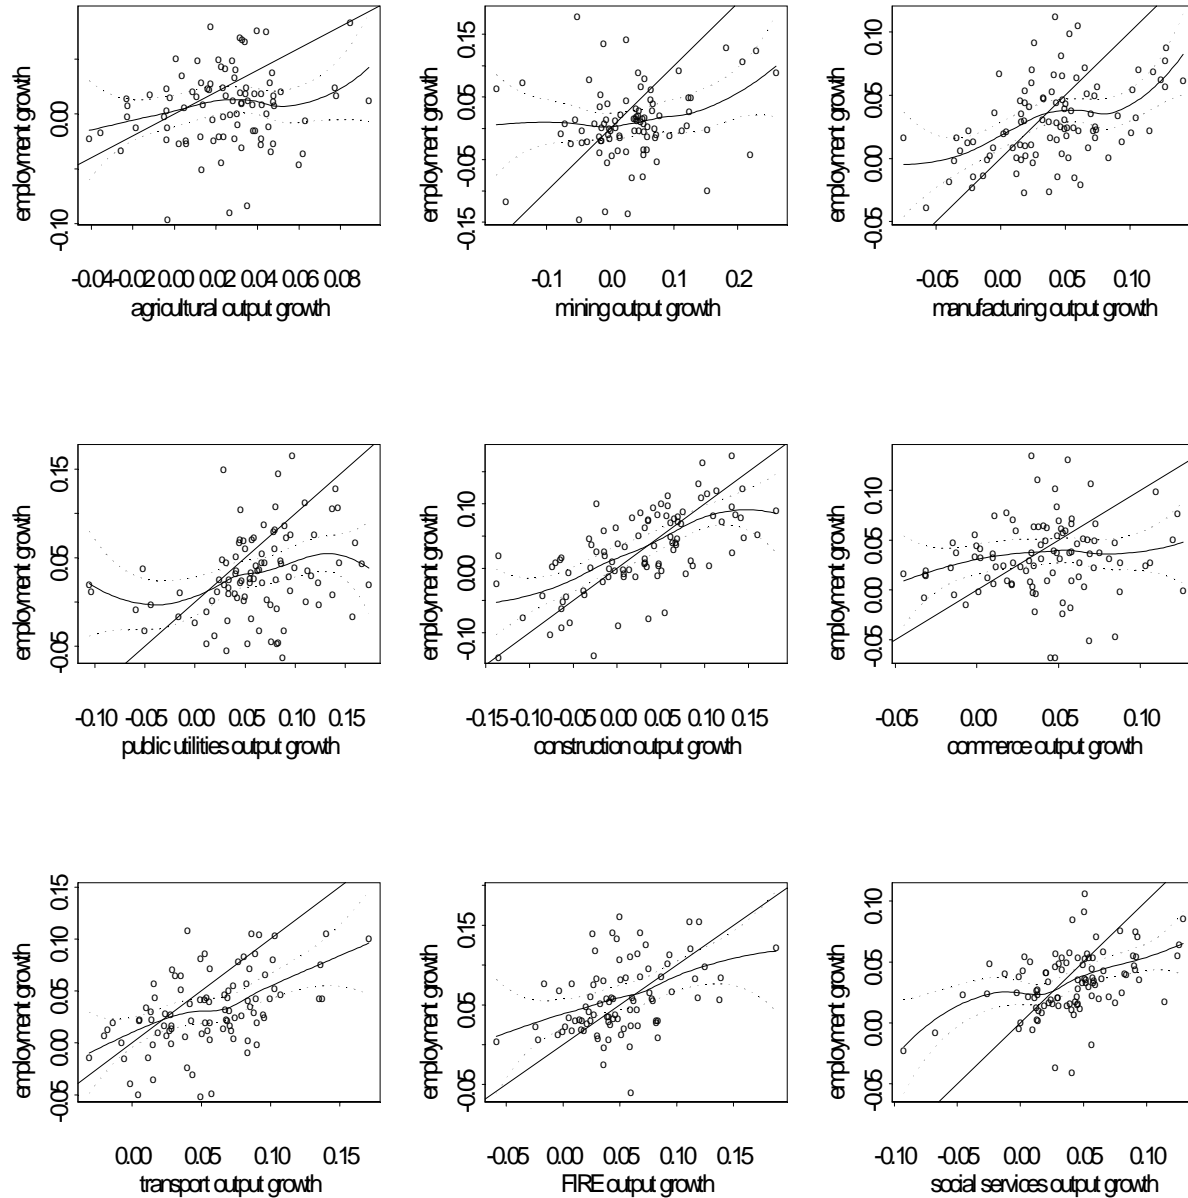 employment growth
0.00
-0.10
-0.04 -0.02 0.00 0.02 0.04 0.06 0.08
agricultural output growth
employment growth
0.15
0.05
-0.05
-0.15
-0.1 0.0 0.1 0.2
mining output growth
employment growth
0.10
0.05
0.00
-0.05
-0.05 0.00 0.05 0.10
manufacturing output growth
employment growth
0.15
0.05
-0.05
-0.10 -0.05 0.00 0.05 0.10 0.15
public utilities output growth
employment growth
0.10
0.00
-0.10
-0.15 -0.10 -0.05 0.00 0.05 0.10 0.15
construction output growth
employment growth
0.10
0.05
0.00
-0.05
-0.05 0.00 0.05 0.10
commerce output growth
employment growth
0.15
0.10
0.05
0.00
-0.05
0.00 0.05 0.10 0.15
transport output growth
employment growth
0.15
0.05
-0.05
-0.05 0.00 0.05 0.10 0.15
FIRE output growth
employment growth
0.10
0.05
0.00
-0.05
-0.10 -0.05 0.00 0.05 0.10
social services output growth